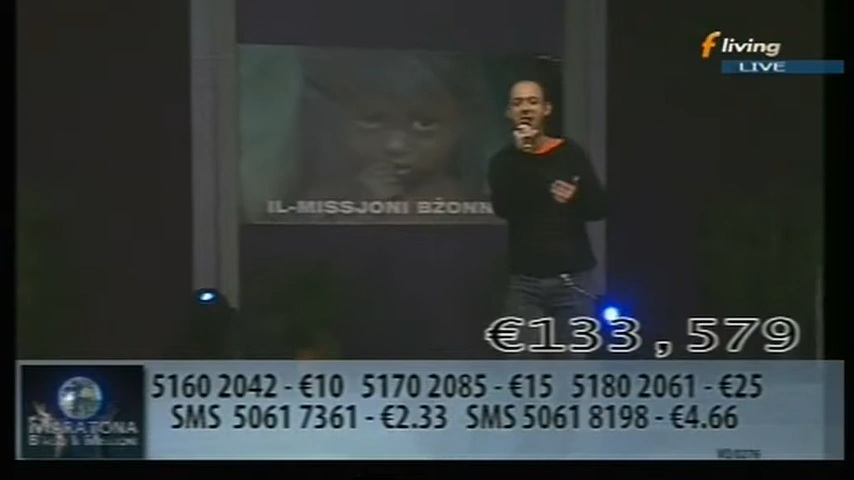 f living
LIVE
IL-MISSJONI BŻONN
€133,579
5160 2042 - €10 5170 2085 - €15 5180 2061 - €25
SMS 5061 7361 - €2.33 SMS 5061 8198 - €4.66
MARATONA